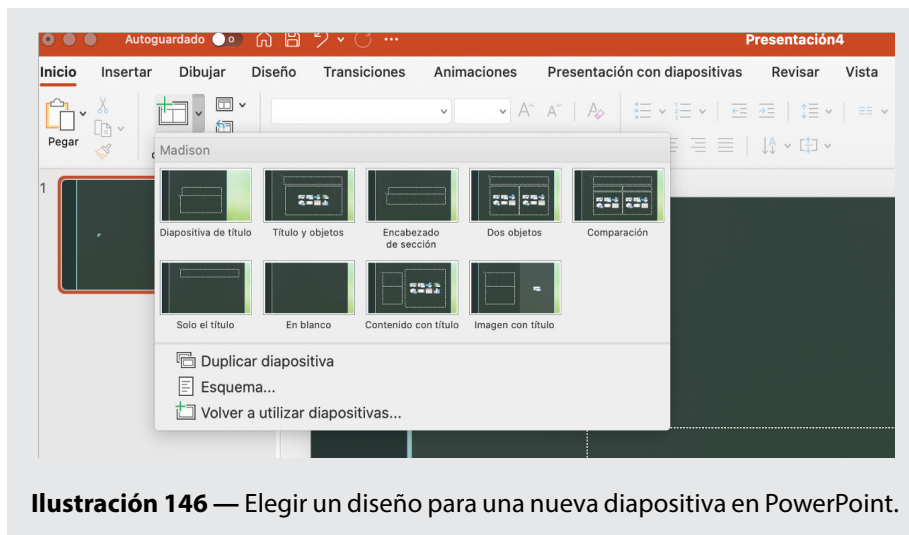 Autoguardado
Presentación4
Inicio Insertar Dibujar Diseño Transiciones Animaciones Presentación con diapositivas Revisar Vista
Pegar
Madison
1
Diapositiva de título Título y objetos Encabezado de sección Dos objetos Comparación
Solo el título En blanco Contenido con título Imagen con título
Duplicar diapositiva
Esquema...
Volver a utilizar diapositivas...
Ilustración 146 — Elegir un diseño para una nueva diapositiva en PowerPoint.